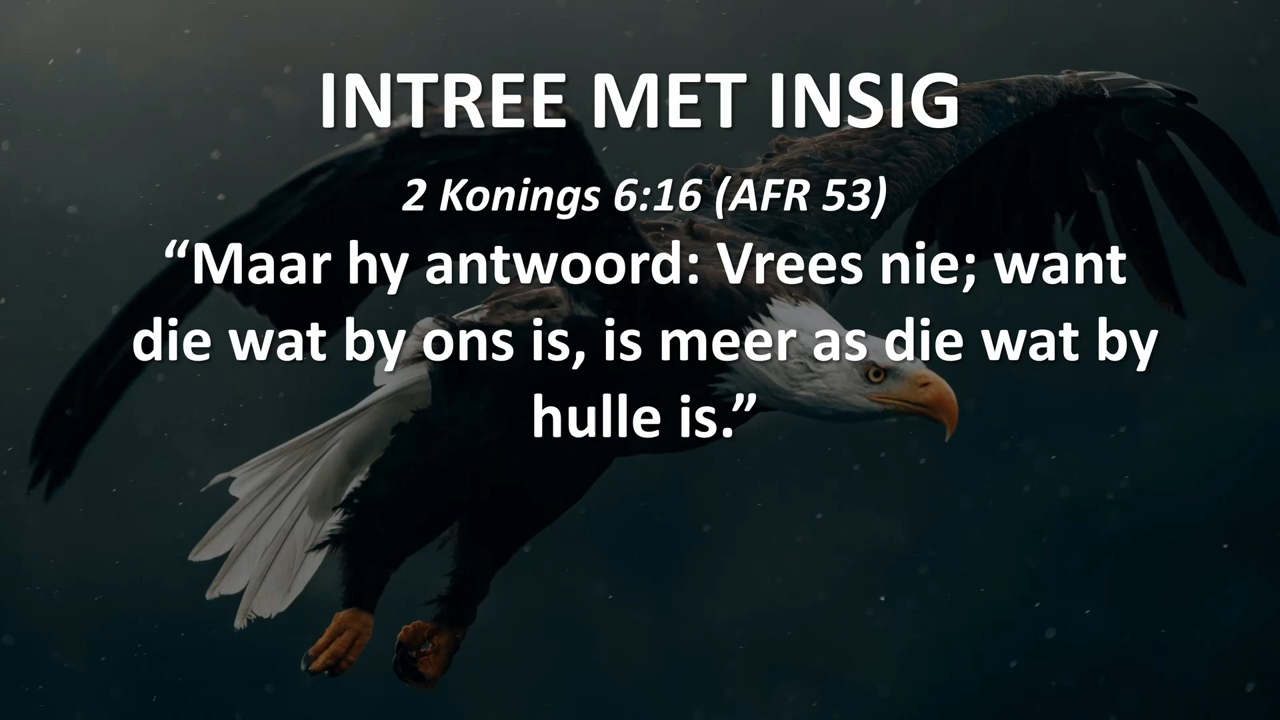 INTREE MET INSIG
2 Konings 6:16 (AFR 53)
“Maar hy antwoord: Vrees nie; want
die wat by ons is, is meer as die wat by
hulle is.”